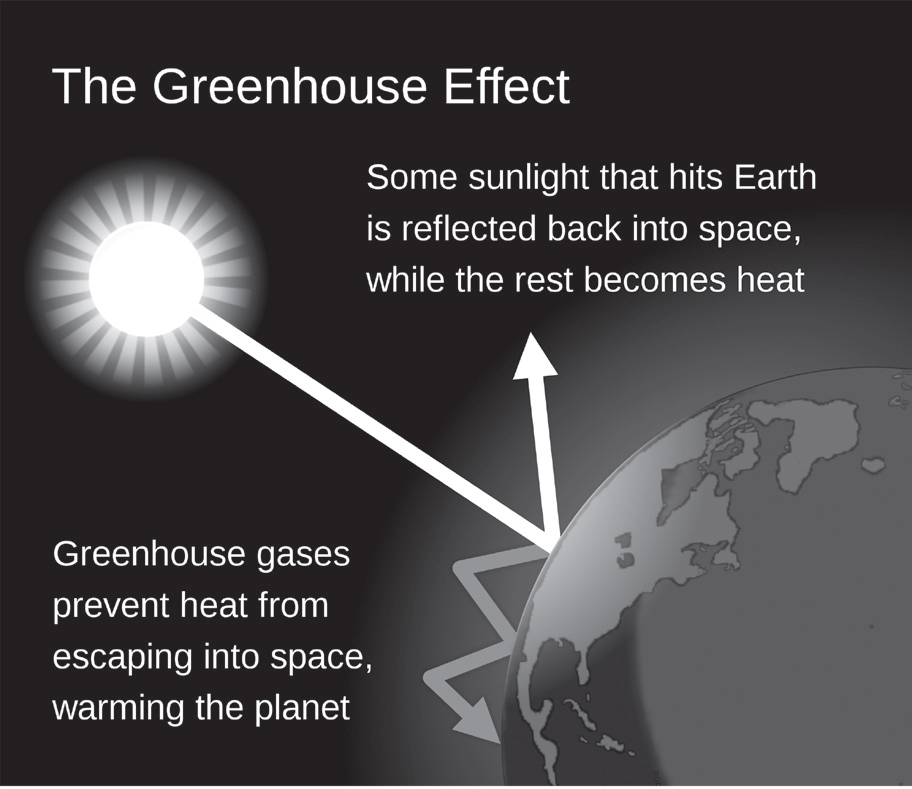 The Greenhouse Effect
Some sunlight that hits Earth
is reflected back into space,
while the rest becomes heat
Greenhouse gases
prevent heat from
escaping into space,
warming the planet